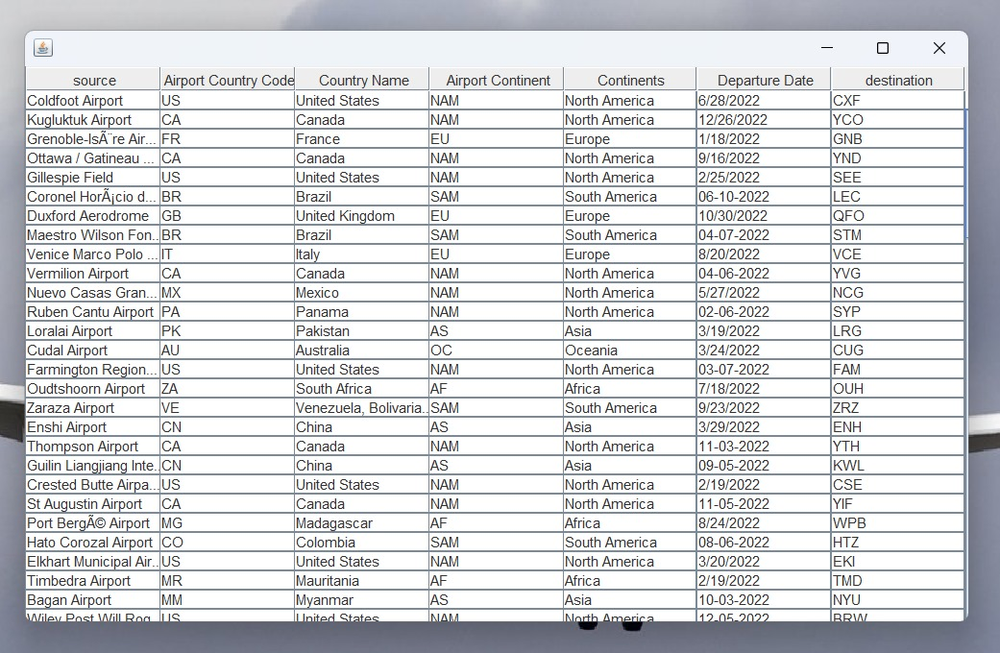 source Airport Country Code Country Name Airport Continent Continents Departure Date destination
Coldfoot Airport US United States NAM North America 6/28/2022 CXF
Kugluktuk Airport CA Canada NAM North America 12/26/2022 YCO
Grenoble-IsÃ¨re Air... FR France EU Europe 1/18/2022 GNB
Ottawa / Gatineau ... CA Canada NAM North America 9/16/2022 YND
Gillespie Field US United States NAM North America 2/25/2022 SEE
Coronel HorÃ¡cio d... BR Brazil SAM South America 06-10-2022 LEC
Duxford Aerodrome GB United Kingdom EU Europe 10/30/2022 QFO
Maestro Wilson Fon... BR Brazil SAM South America 04-07-2022 STM
Venice Marco Polo ... IT Italy EU Europe 8/20/2022 VCE
Vermilion Airport CA Canada NAM North America 04-06-2022 YVG
Nuevo Casas Gran... MX Mexico NAM North America 5/27/2022 NCG
Ruben Cantu Airport PA Panama NAM North America 02-06-2022 SYP
Loralai Airport PK Pakistan AS Asia 3/19/2022 LRG
Cudal Airport AU Australia OC Oceania 3/24/2022 CUG
Farmington Region... US United States NAM North America 03-07-2022 FAM
Oudtshoorn Airport ZA South Africa AF Africa 7/18/2022 OUH
Zaraza Airport VE Venezuela, Bolivaria... SAM South America 9/23/2022 ZRZ
Enshi Airport CN China AS Asia 3/29/2022 ENH
Thompson Airport CA Canada NAM North America 11-03-2022 YTH
Guilin Liangjiang Inte... CN China AS Asia 09-05-2022 KWL
Crested Butte Airpa... US United States NAM North America 2/19/2022 CSE
St Augustin Airport CA Canada NAM North America 11-05-2022 YIF
Port BergÃ© Airport MG Madagascar AF Africa 8/24/2022 WPB
Hato Corozal Airport CO Colombia SAM South America 08-06-2022 HTZ
Elkhart Municipal Air... US United States NAM North America 3/20/2022 EKI
Timbedra Airport MR Mauritania AF Africa 2/19/2022 TMD
Bagan Airport MM Myanmar AS Asia 10-03-2022 NYU
Wiley Post Will Rog... US United States NAM North America 12-05-2022 BRW